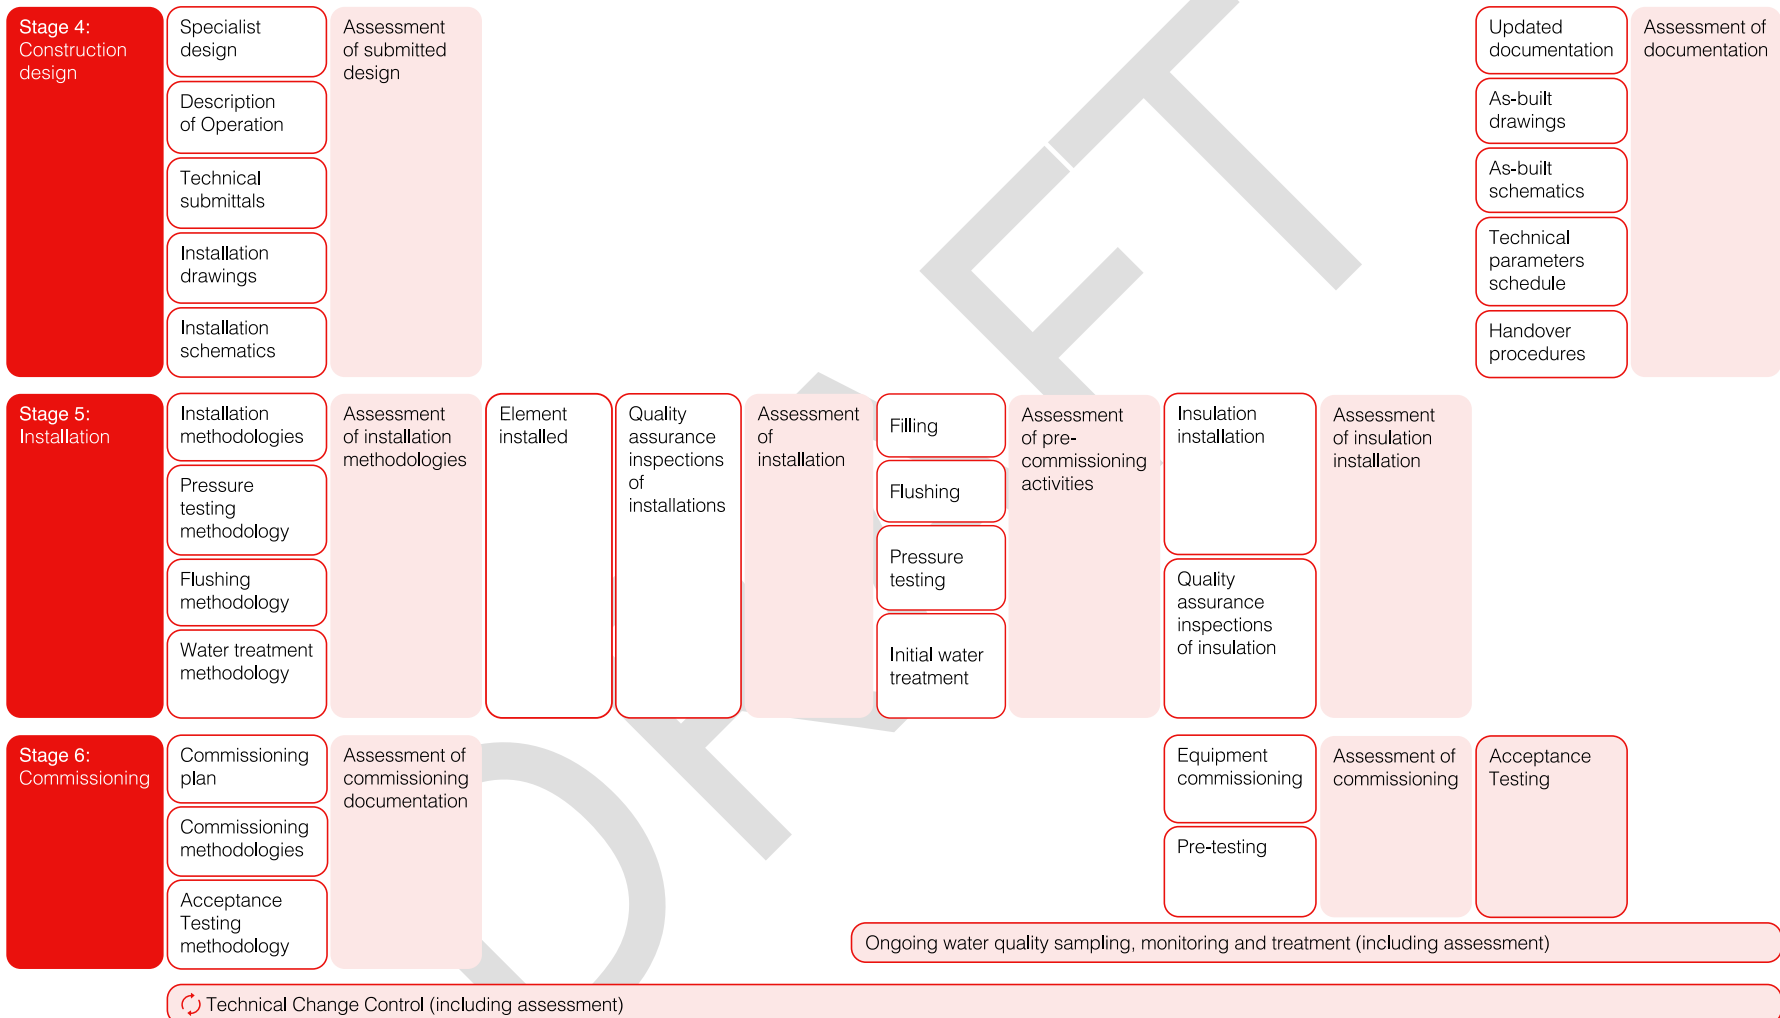 Stage 4:
Construction
design
Specialist
design
Description
of Operation
Technical
submittals
Installation
drawings
Installation
schematics
Assessment
of submitted
design
Updated
documentation
As-built
drawings
As-built
schematics
Technical
parameters
schedule
Handover
procedures
Assessment of
documentation
Stage 5:
Installation
Installation
methodologies
Pressure
testing
methodology
Flushing
methodology
Water treatment
methodology
Assessment
of installation
methodologies
Element
installed
Quality
assurance
inspections
of
installations
Assessment
of
installation
Filling
Flushing
Pressure
testing
Initial water
treatment
Assessment
of pre-
commissioning
activities
Insulation
installation
Quality
assurance
inspections
of insulation
Assessment
of insulation
installation
Stage 6:
Commissioning
Commissioning
plan
Commissioning
methodologies
Acceptance
Testing
methodology
Assessment of
commissioning
documentation
Equipment
commissioning
Pre-testing
Assessment of
commissioning
Acceptance
Testing
Ongoing water quality sampling, monitoring and treatment (including assessment)
Technical Change Control (including assessment)
DRAFT